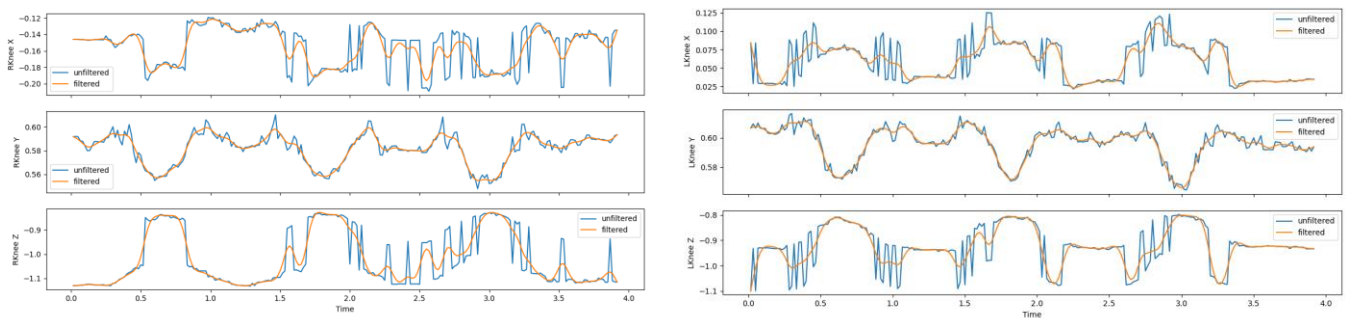 −0.12
−0.14
−0.16
−0.18
−0.20
RKnee X
unfiltered
filtered
0.60
0.58
0.56
RKnee Y
unfiltered
filtered
−0.9
−1.0
−1.1
RKnee Z
unfiltered
filtered
0.0 0.5 1.0 1.5 2.0 2.5 3.0 3.5 4.0
Time
0.125
0.100
0.075
0.050
0.025
LKnee X
unfiltered
filtered
0.60
0.58
LKnee Y
unfiltered
filtered
−0.8
−0.9
−1.0
−1.1
LKnee Z
unfiltered
filtered
0.0 0.5 1.0 1.5 2.0 2.5 3.0 3.5 4.0
Time